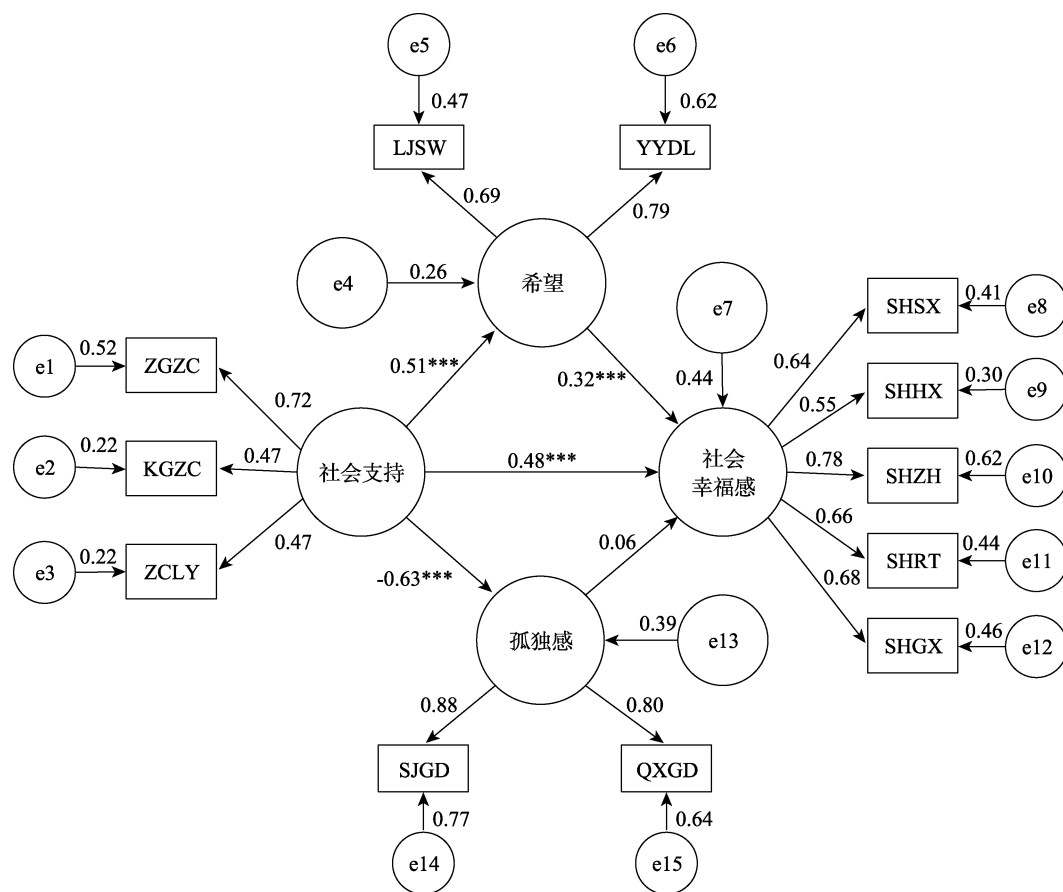 e5
e6
0.47
0.62
LJSW
YYDL
0.69
0.79
e4
0.26
希望
e7
SHSX
0.41
e8
e1
0.52
ZGZC
0.51***
0.32***
0.44
0.64
SHHX
0.30
e9
0.72
0.55
e2
0.22
KGZC
0.47
社会支持
0.48***
社会
幸福感
0.78
SHZH
0.62
e10
e3
0.22
ZCLY
0.47
-0.63***
0.06
0.66
SHRT
0.44
e11
0.68
孤独感
0.39
e13
SHGX
0.46
e12
0.88
0.80
SJGD
QXGD
0.77
0.64
e14
e15